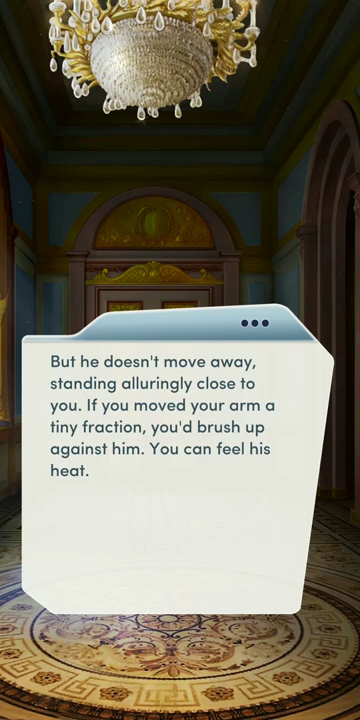 But he doesn't move away,
standing alluringly close to
you. If you moved your arm a
tiny fraction, you'd brush up
against him. You can feel his
heat.